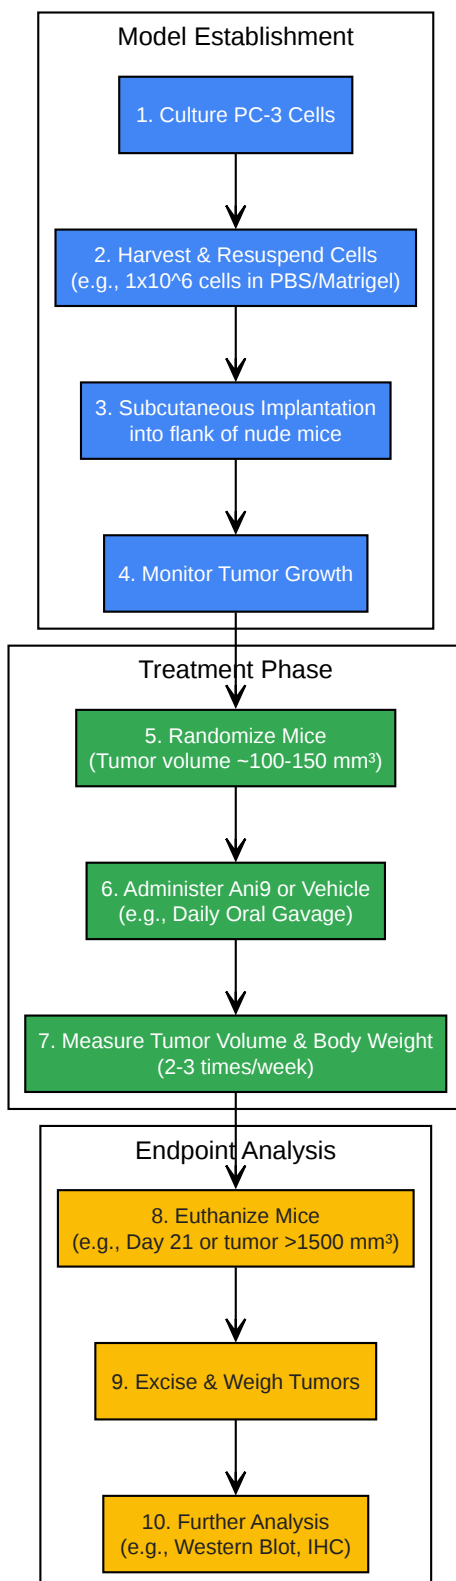 Model Establishment
1. Culture PC-3 Cells
2. Harvest & Resuspend Cells
(e.g., 1x10^6 cells in PBS/Matrigel)
3. Subcutaneous Implantation
into flank of nude mice
4. Monitor Tumor Growth
Treatment Phase
5. Randomize Mice
(Tumor volume ~100-150 mm³)
6. Administer Ani9 or Vehicle
(e.g., Daily Oral Gavage)
7. Measure Tumor Volume & Body Weight
(2-3 times/week)
Endpoint Analysis
8. Euthanize Mice
(e.g., Day 21 or tumor >1500 mm³)
9. Excise & Weigh Tumors
10. Further Analysis
(e.g., Western Blot, IHC)